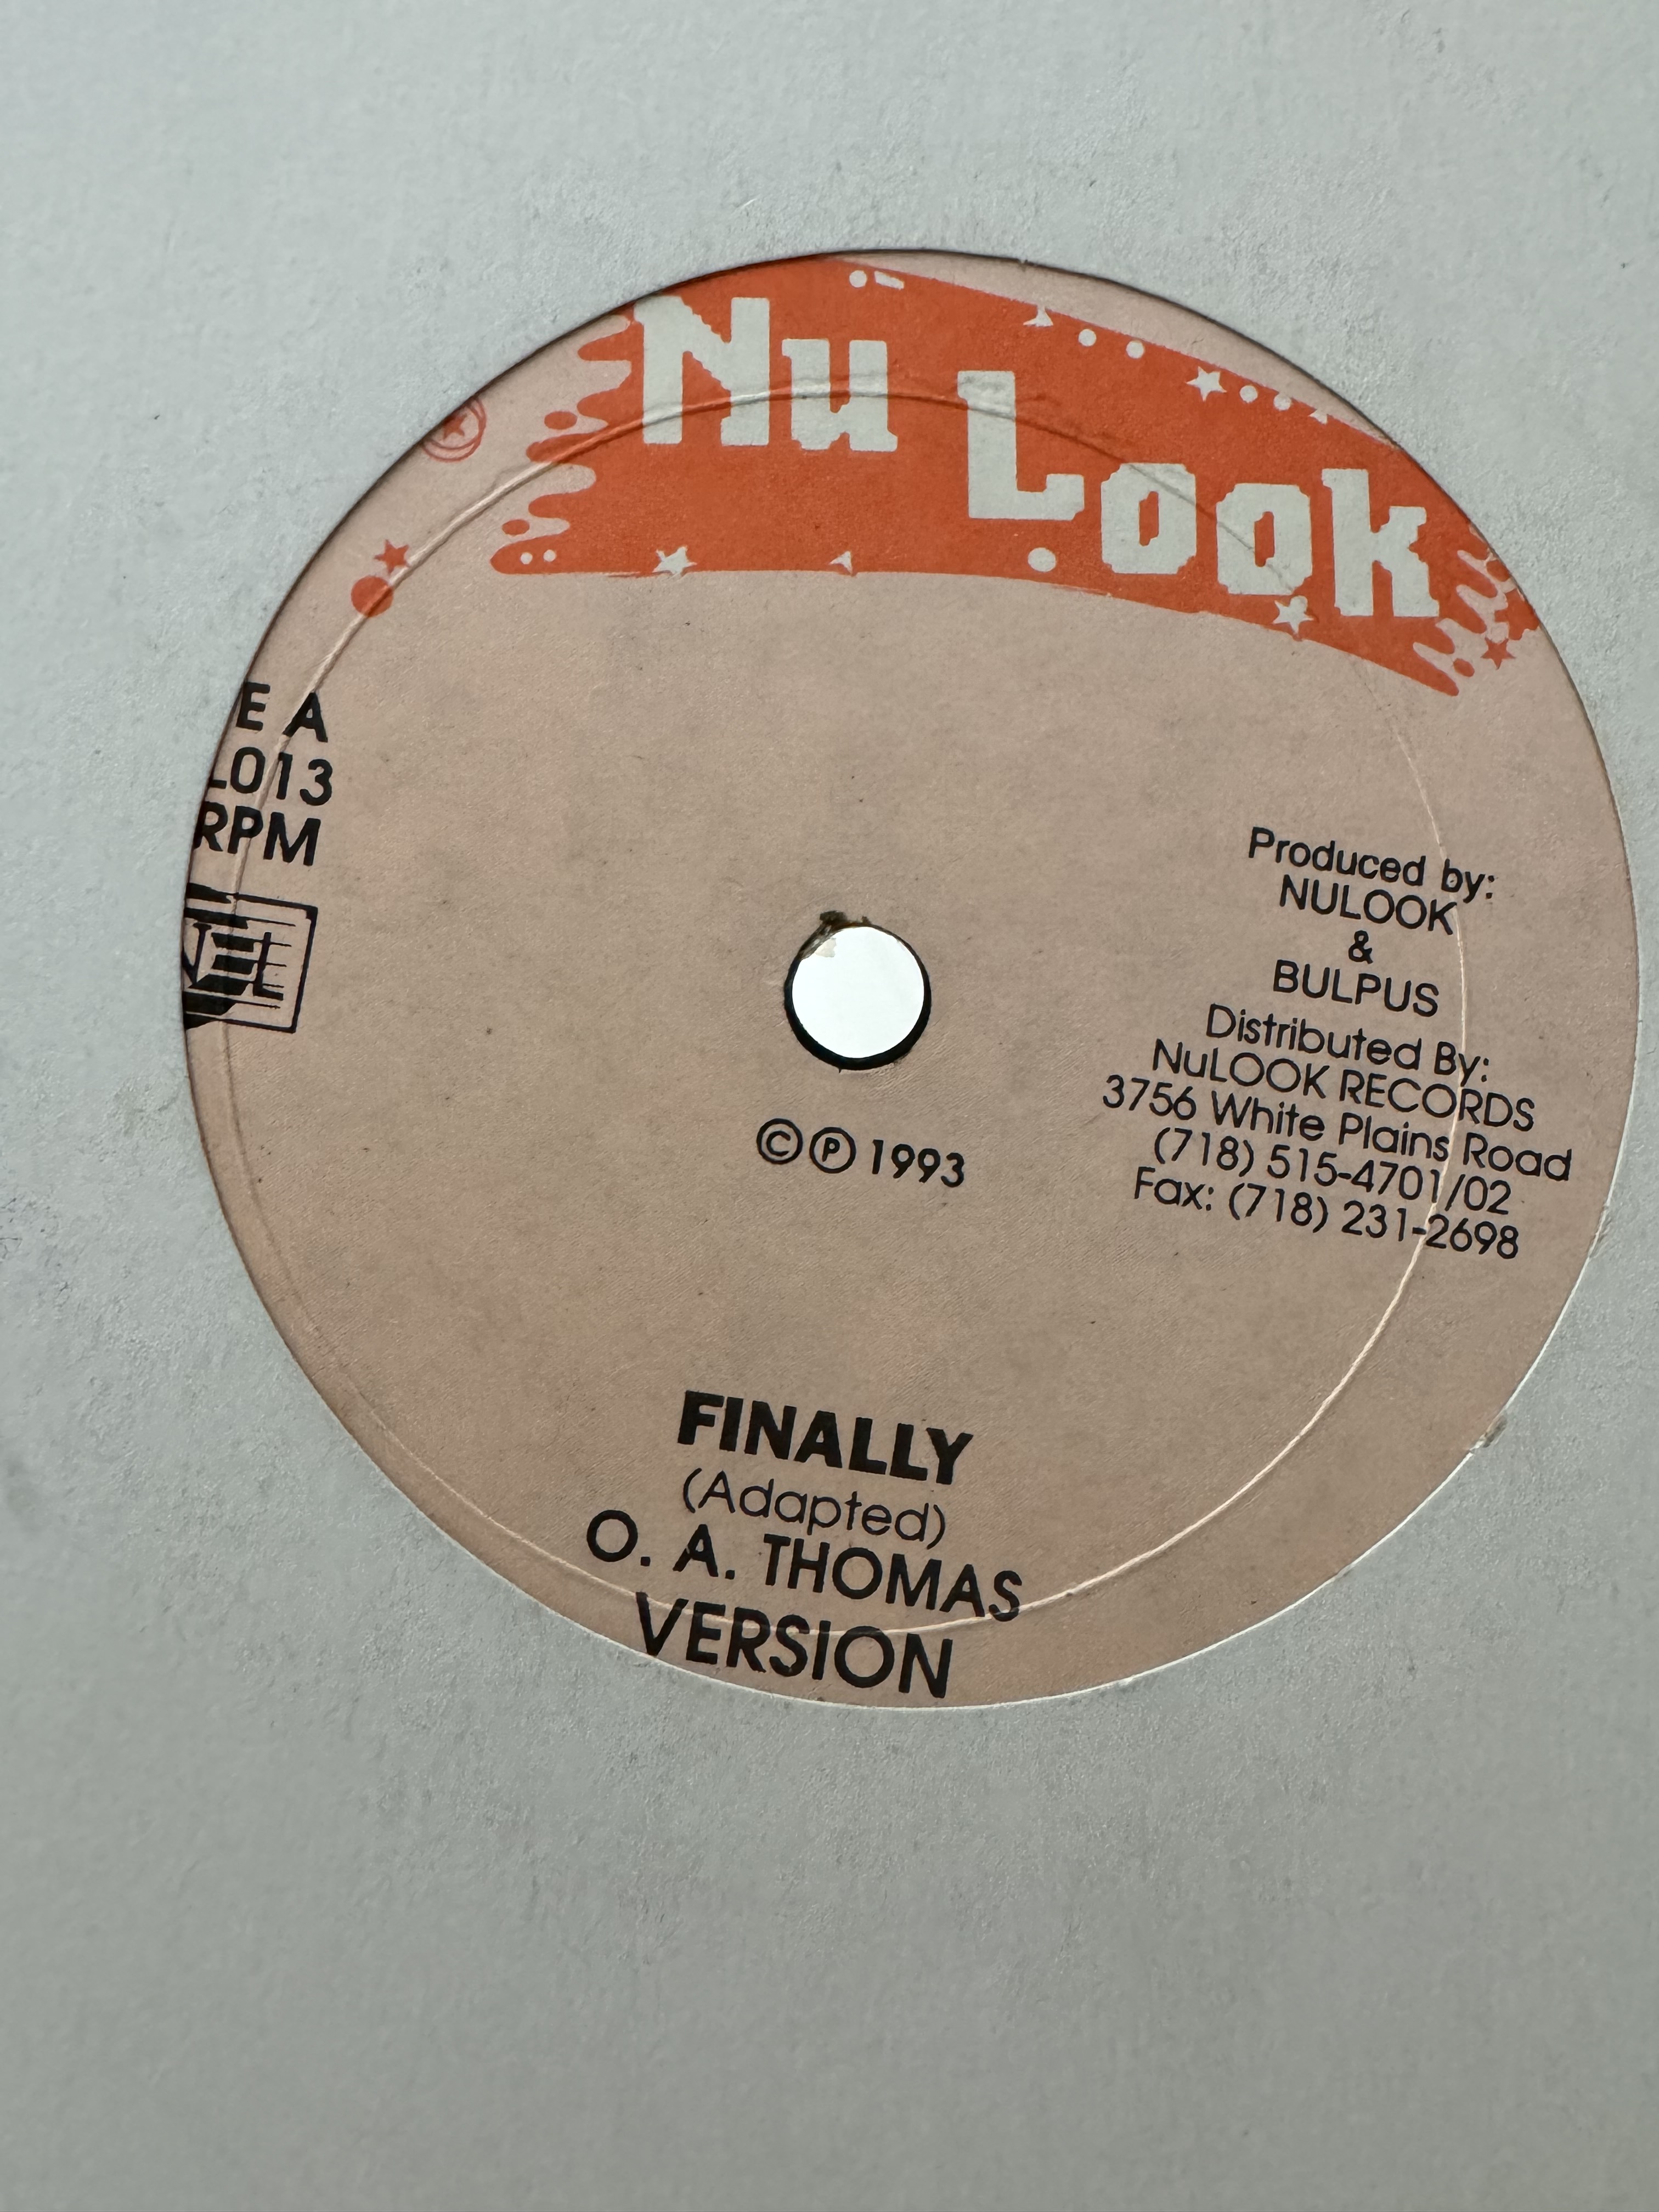 Nu Look
E A
L013
RPM
Produced by:
NULOOK
&
BULPUS
Distributed By:
NuLOOK RECORDS
3756 White Plains Road
(718) 515-4701/02
Fax: (718) 231-2698
©℗ 1993
FINALLY
(Adapted)
O. A. THOMAS
VERSION